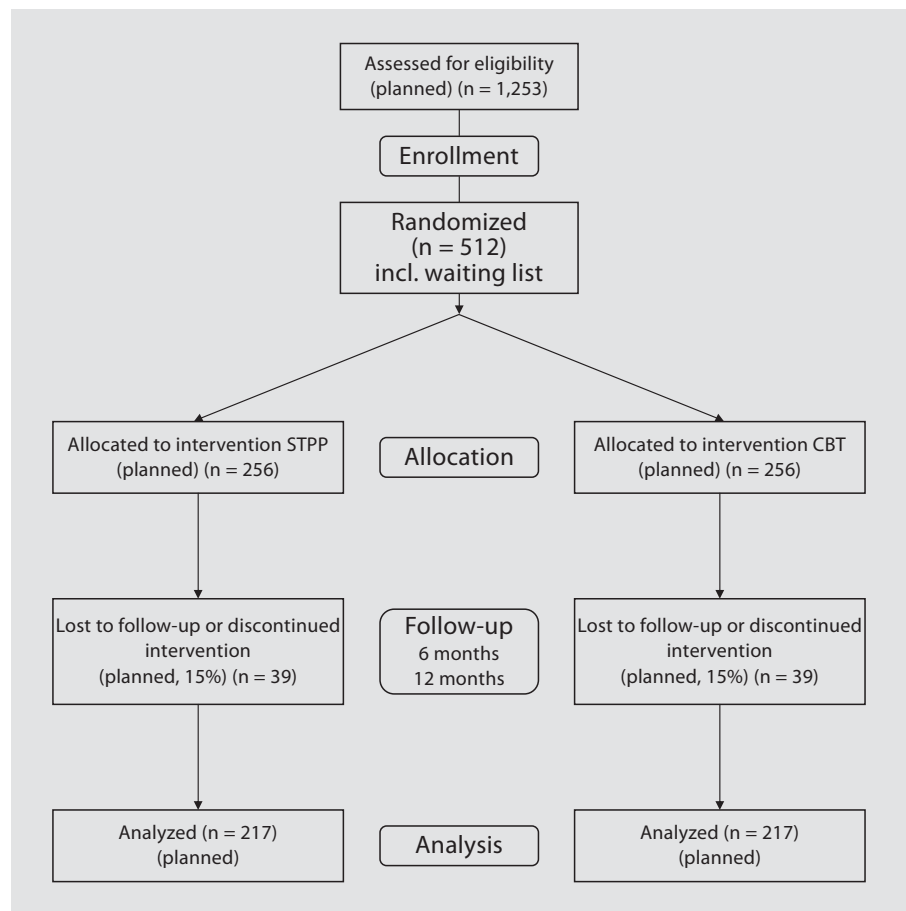 Assessed for eligibility
(planned) (n = 1,253)
Enrollment
Randomized
(n = 512)
incl. waiting list
Allocated to intervention STPP
(planned) (n = 256)
Allocation
Allocated to intervention CBT
(planned) (n = 256)
Lost to follow-up or discontinued
intervention
(planned, 15%) (n = 39)
Follow-up
6 months
12 months
Lost to follow-up or discontinued
intervention
(planned, 15%) (n = 39)
Analyzed (n = 217)
(planned)
Analysis
Analyzed (n = 217)
(planned)